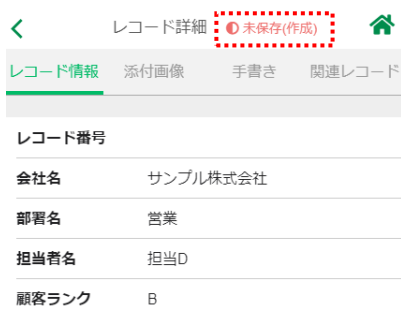 レコード詳細 未保存(作成)
レコード情報 添付画像 手書き 関連レコード
レコード番号
会社名 サンプル株式会社
部署名 営業
担当者名 担当D
顧客ランク B